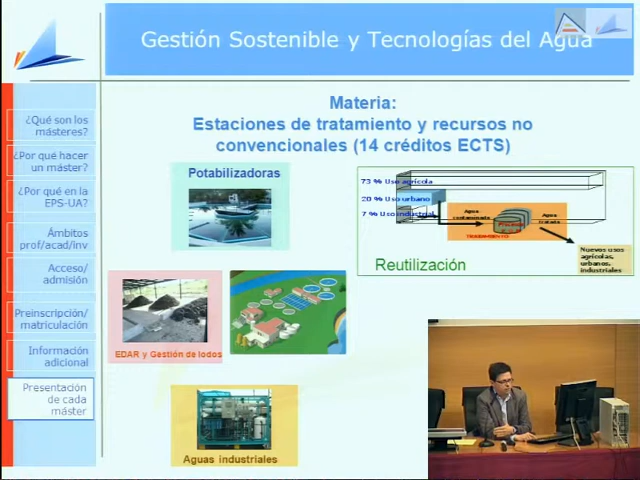 Gestión Sostenible y Tecnologías del Agua
¿Qué son los
másteres?
¿Por qué hacer
un máster?
¿Por qué en la
EPS-UA?
Ámbitos
prof/acad/inv
Acceso/
admisión
Preinscripción/
matriculación
Información
adicional
Presentación
de cada
máster
Materia:
Estaciones de tratamiento y recursos no
convencionales (14 créditos ECTS)
Potabilizadoras
73 % Uso agrícola
20 % Uso urbano
7 % Uso industrial
Agua
contaminada
TRATAMIENTO
Agua
tratada
Nuevos usos
agrícolas,
urbanos,
industriales
Reutilización
EDAR y Gestión de lodos
Aguas industriales